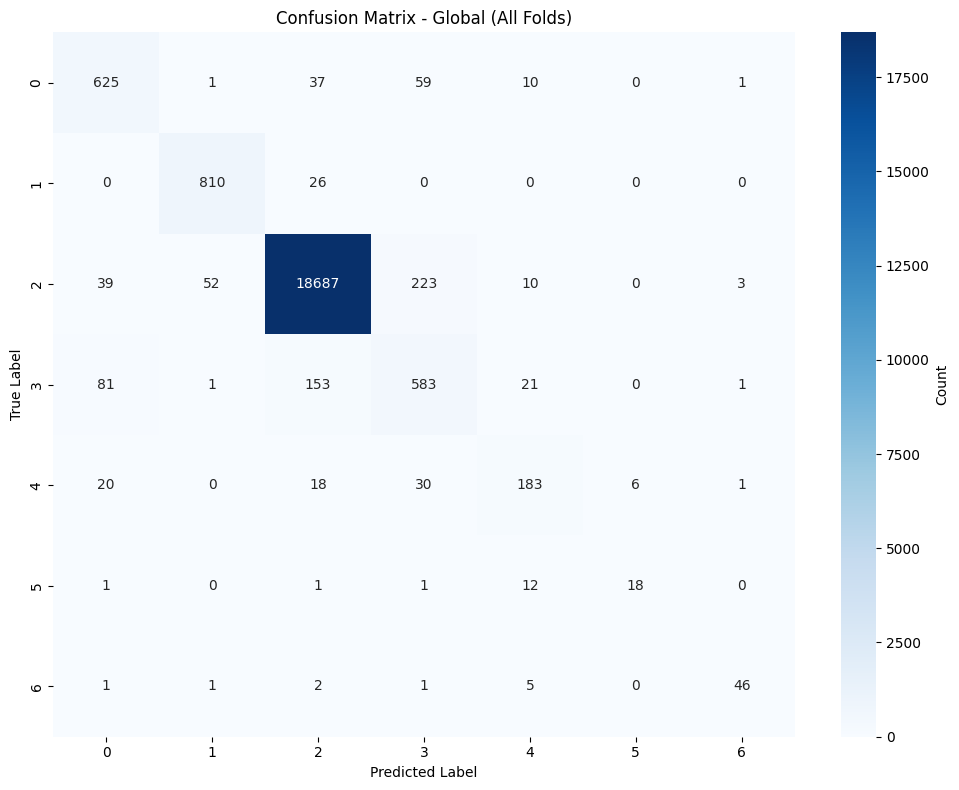 Confusion Matrix - Global (All Folds)
0 625 1 37 59 10 0 1
1 0 810 26 0 0 0 0
2 39 52 18687 223 10 0 3
3 81 1 153 583 21 0 1
4 20 0 18 30 183 6 1
5 1 0 1 1 12 18 0
6 1 1 2 1 5 0 46
0 1 2 3 4 5 6
Predicted Label
True Label
17500
15000
12500
10000
7500
5000
2500
0
Count